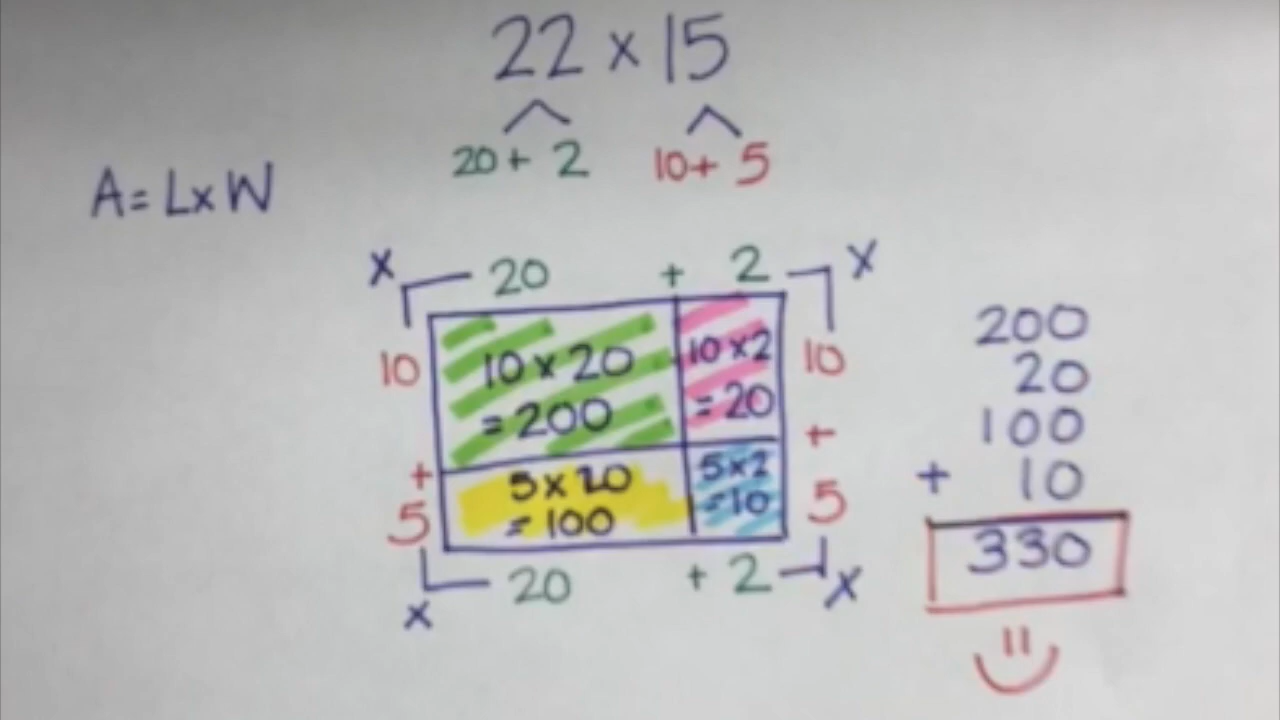 22 x 15
20 + 2 10 + 5
A = L x W
x 20 + 2 x
10 10 x 20 10 x 2 10
= 200 = 20
+ +
5 5 x 20 5 x 2 5
= 100 = 10
20 + 2
x x
200
20
100
+ 10
330